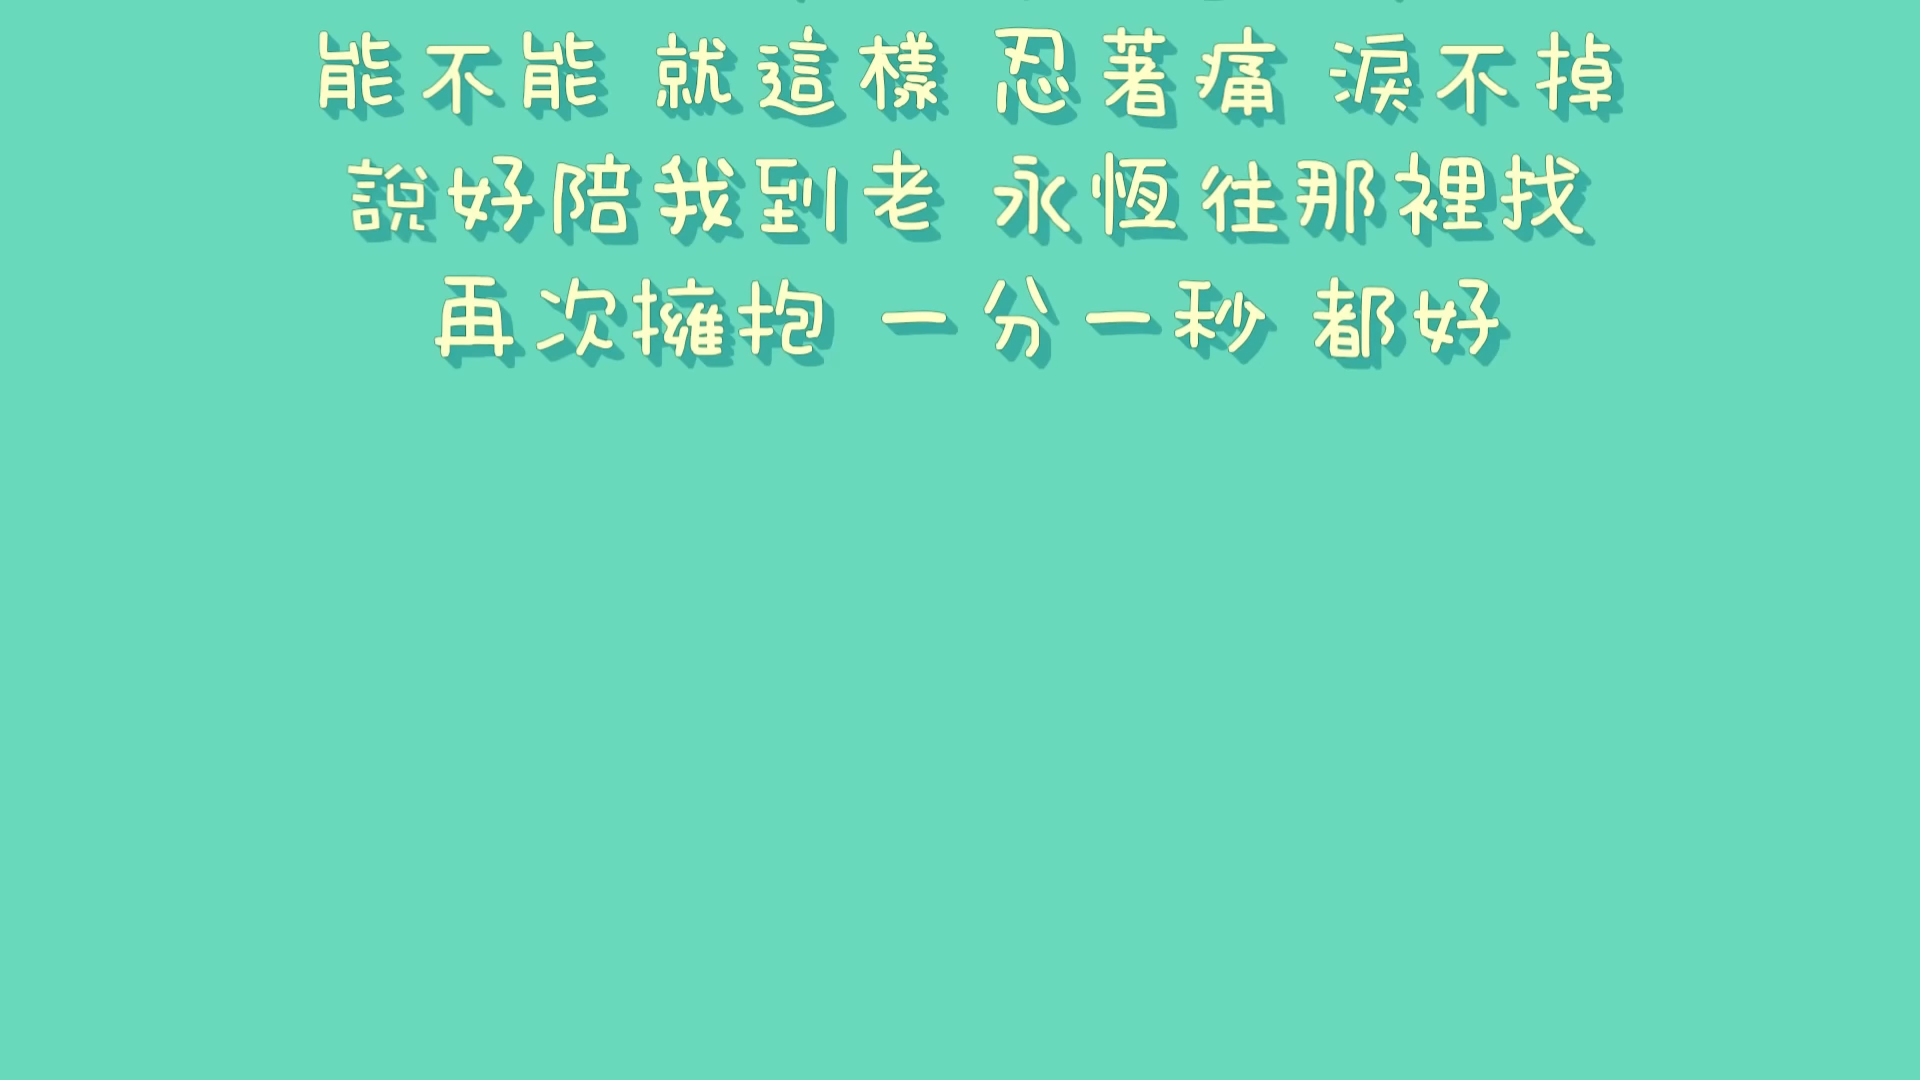 能不能 就這樣 忍著痛 淚不掉
說好陪我到老 永恆往那裡找
再次擁抱 一分一秒 都好